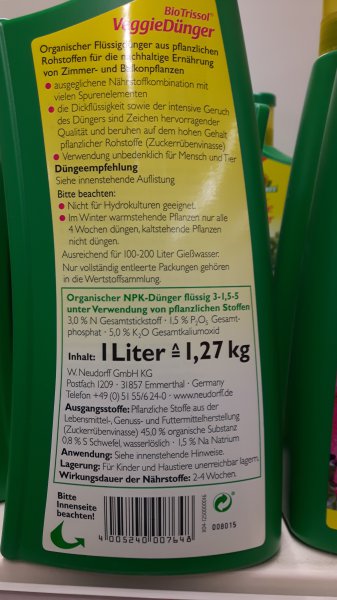 BioTrissol®
VeggieDünger
Organischer Flüssigdünger aus pflanzlichen
Rohstoffen für die nachhaltige Ernährung
von Zimmer- und Balkonpflanzen
• ausgeglichene Nährstoffkombination mit
vielen Spurenelementen
• die Dickflüssigkeit sowie der intensive Geruch
des Düngers sind Zeichen hervorragender
Qualität und beruhen auf dem hohen Gehalt
pflanzlicher Rohstoffe (Zuckerrübenvinasse)
• Verwendung unbedenklich für Mensch und Tier
Düngeempfehlung
Siehe innenstehende Auflistung
Bitte beachten:
• Nicht für Hydrokulturen geeignet.
• Im Winter warmstehende Pflanzen nur alle
4 Wochen düngen, kaltstehende Pflanzen
nicht düngen.
Ausreichend für 100-200 Liter Gießwasser.
Nur vollständig entleerte Packungen gehören
in die Wertstoffsammlung.
Organischer NPK-Dünger flüssig 3-1,5-5
unter Verwendung von pflanzlichen Stoffen
3,0 % N Gesamtstickstoff · 1,5 % P₂O₅ Gesamt-
phosphat · 5,0 % K₂O Gesamtkaliumoxid
Inhalt: 1 Liter ≙ 1,27 kg
W. Neudorff GmbH KG
Postfach 1209 · 31857 Emmerthal · Germany
Telefon +49 (0) 51 55/6 24-0 · www.neudorff.de
Ausgangsstoffe: Pflanzliche Stoffe aus der
Lebensmittel-, Genuss- und Futtermittelherstellung
(Zuckerrübenvinasse) 45,0 % organische Substanz
0,8 % S Schwefel, wasserlöslich · 1,5 % Na Natrium
Anwendung: Siehe innenstehende Hinweise.
Lagerung: Für Kinder und Haustiere unerreichbar lagern.
Wirkungsdauer der Nährstoffe: 2-4 Wochen.
Bitte
Innenseite
beachten!
4 005240 007648
008015